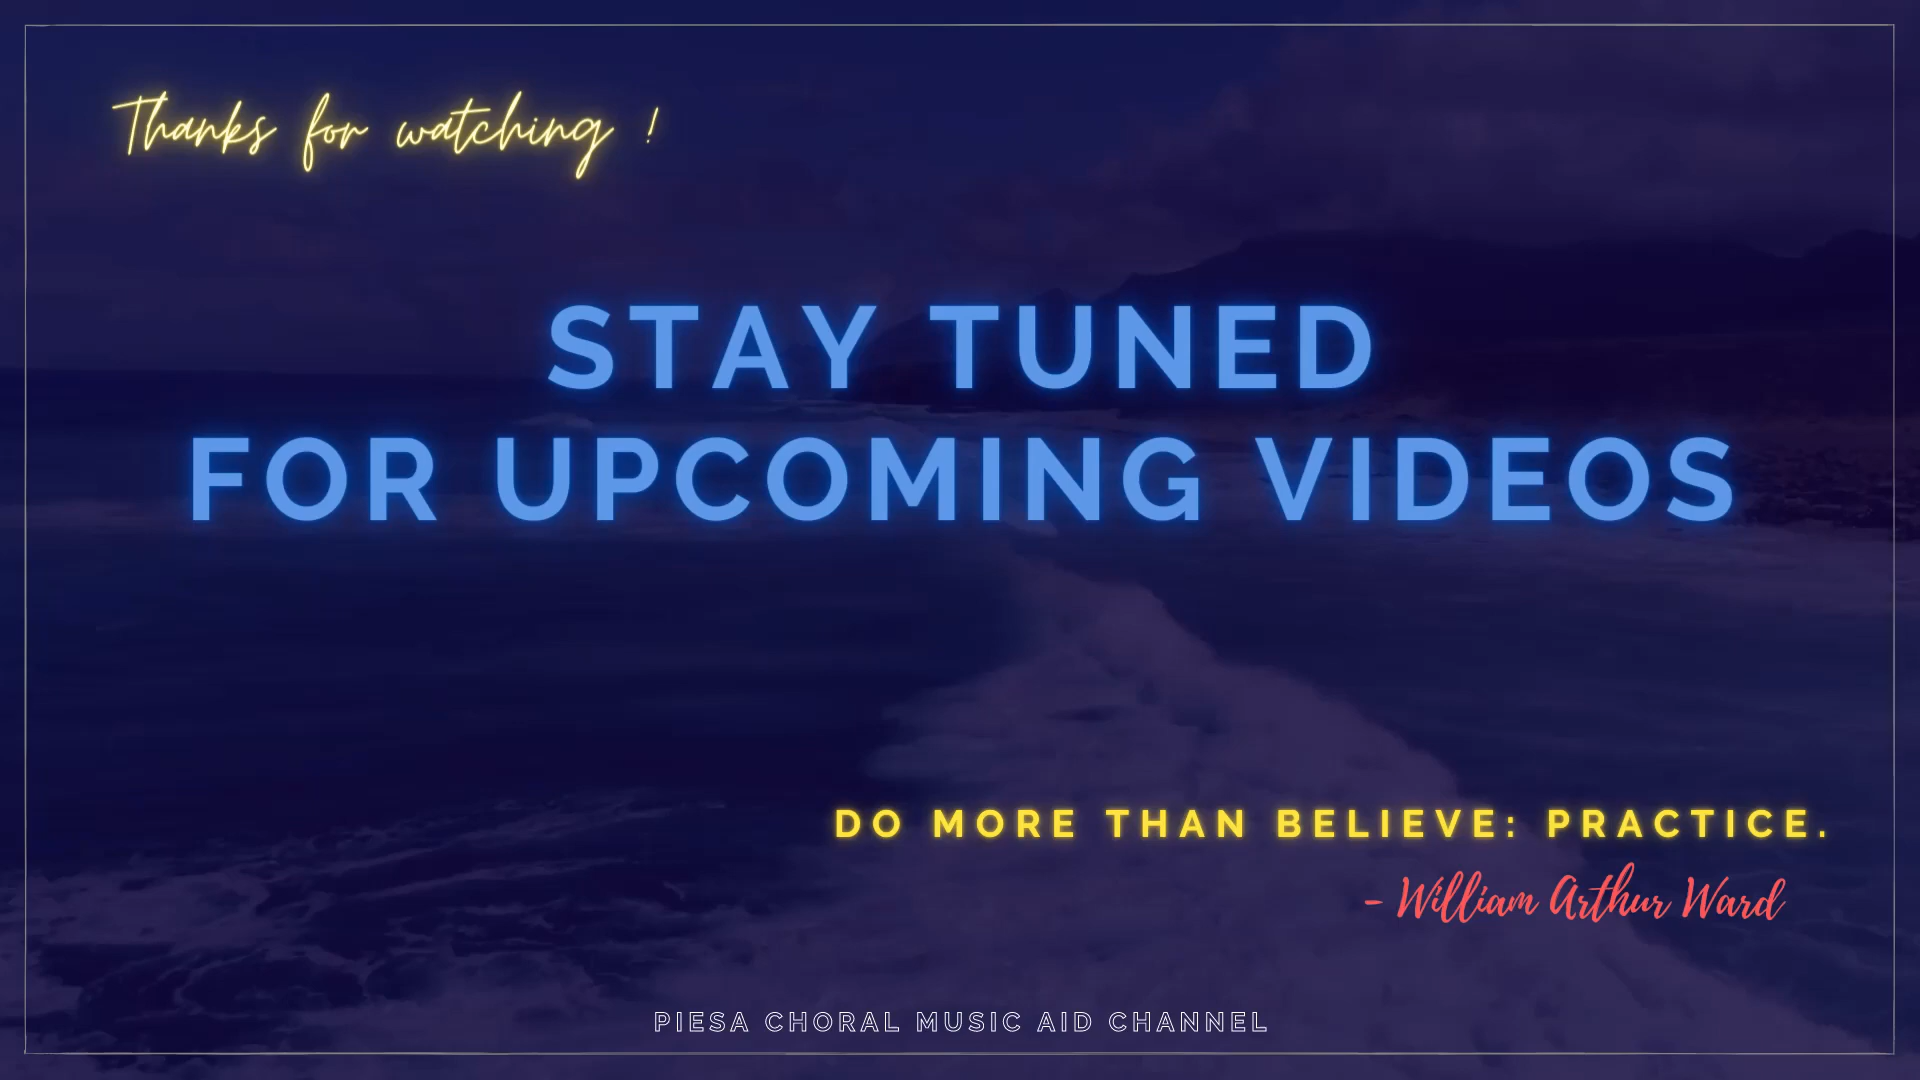 Thanks for watching !
STAY TUNED
FOR UPCOMING VIDEOS
DO MORE THAN BELIEVE: PRACTICE.
- William Arthur Ward
PIESA CHORAL MUSIC AID CHANNEL